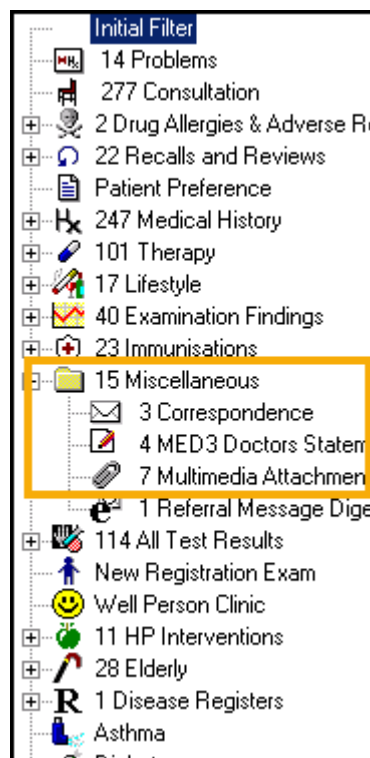 Initial Filter
14 Problems
277 Consultation
2 Drug Allergies & Adverse
22 Recalls and Reviews
Patient Preference
247 Medical History
101 Therapy
17 Lifestyle
40 Examination Findings
23 Immunisations
15 Miscellaneous
3 Correspondence
4 MED3 Doctors Statem
7 Multimedia Attachmen
1 Referral Message Dige
114 All Test Results
New Registration Exam
Well Person Clinic
11 HP Interventions
28 Elderly
R 1 Disease Registers
Asthma